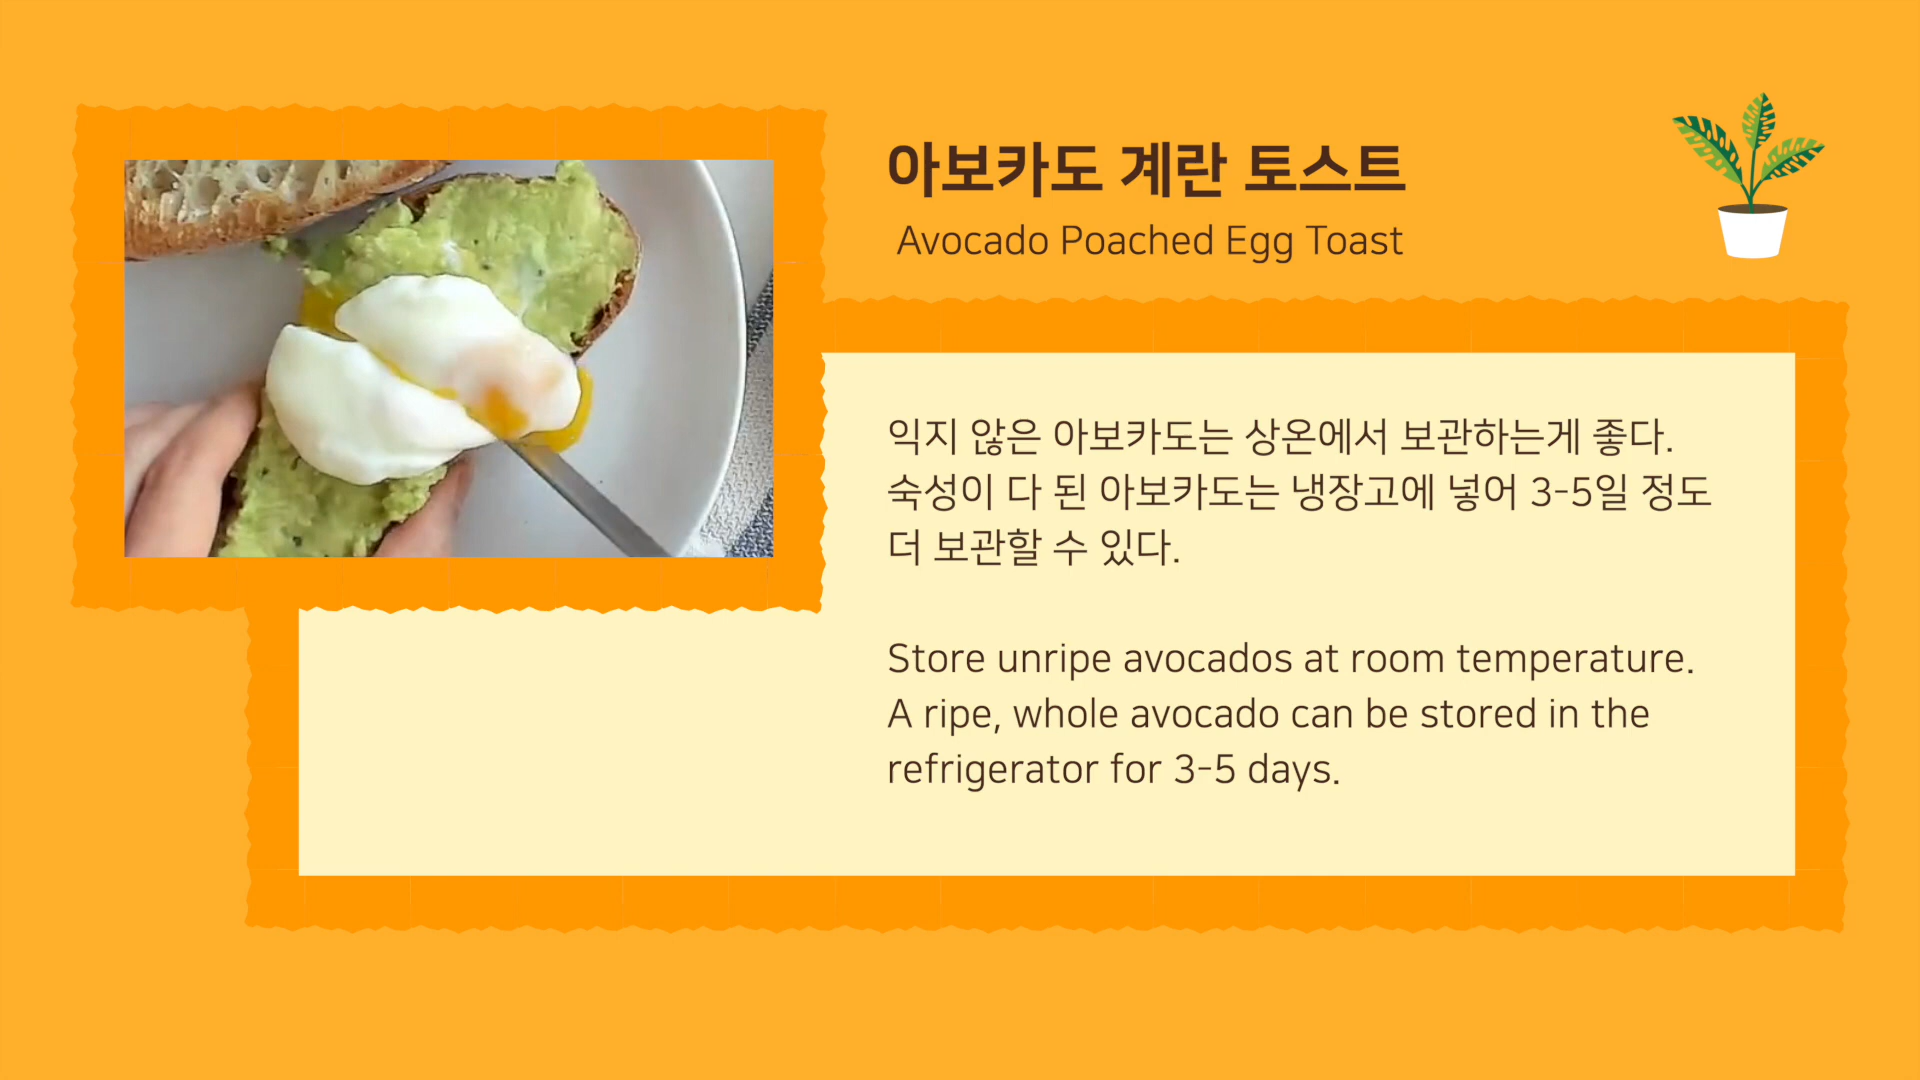 아보카도 계란 토스트
Avocado Poached Egg Toast
익지 않은 아보카도는 상온에서 보관하는게 좋다.
숙성이 다 된 아보카도는 냉장고에 넣어 3-5일 정도
더 보관할 수 있다.
Store unripe avocados at room temperature.
A ripe, whole avocado can be stored in the
refrigerator for 3-5 days.